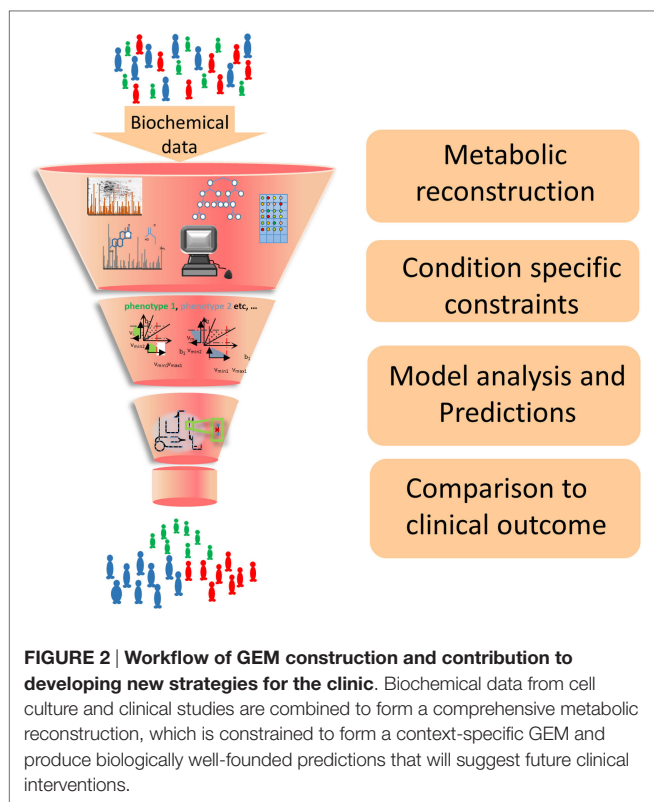 Biochemical
data
Metabolic
reconstruction
Condition specific
constraints
phenotype 1, phenotype 2 etc, ...
Model analysis and
Predictions
Comparison to
clinical outcome
FIGURE 2 | Workflow of GEM construction and contribution to
developing new strategies for the clinic. Biochemical data from cell
culture and clinical studies are combined to form a comprehensive metabolic
reconstruction, which is constrained to form a context-specific GEM and
produce biologically well-founded predictions that will suggest future clinical
interventions.